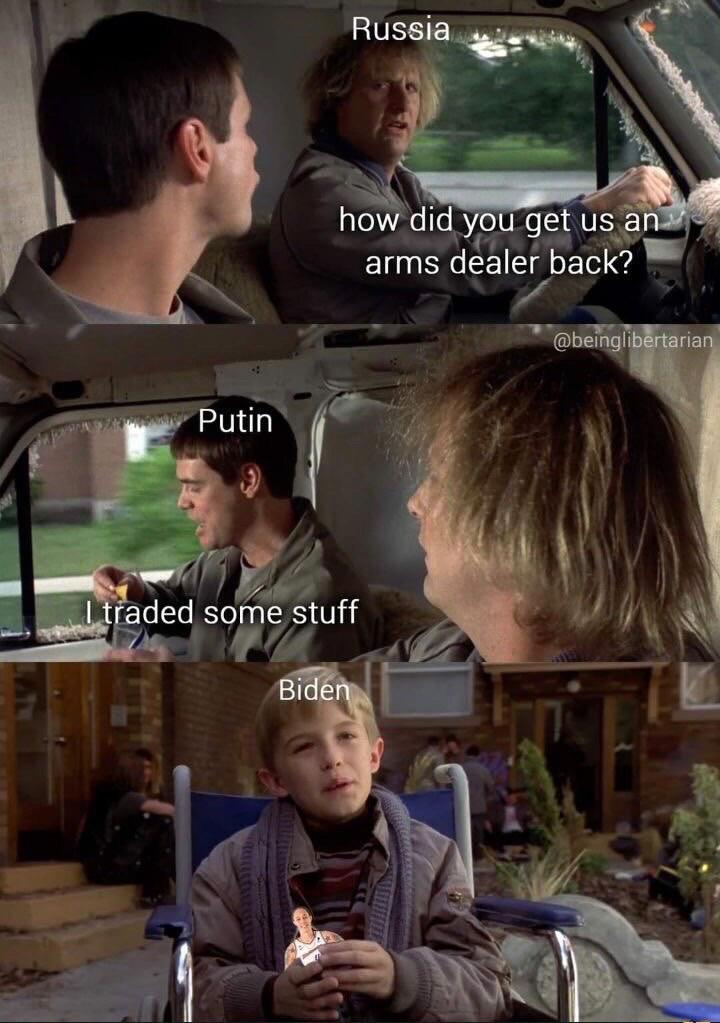 Russia
how did you get us an
arms dealer back?
@beinglibertarian
Putin
I traded some stuff
Biden